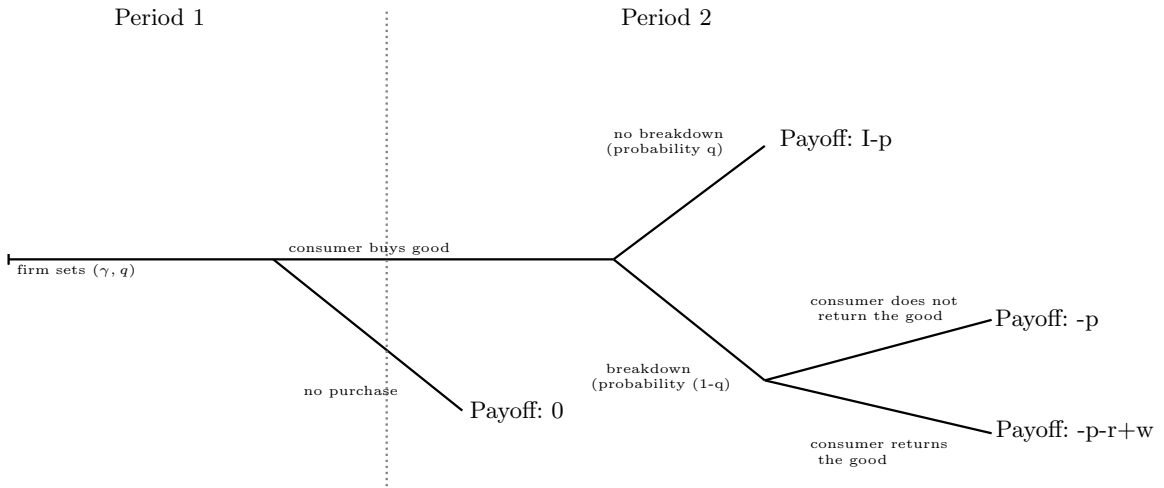 Period 1
Period 2
no breakdown
(probability q)
Payoff: I-p
consumer buys good
firm sets (γ, q)
consumer does not
return the good
Payoff: -p
breakdown
(probability (1-q)
no purchase
Payoff: 0
Payoff: -p-r+w
consumer returns
the good